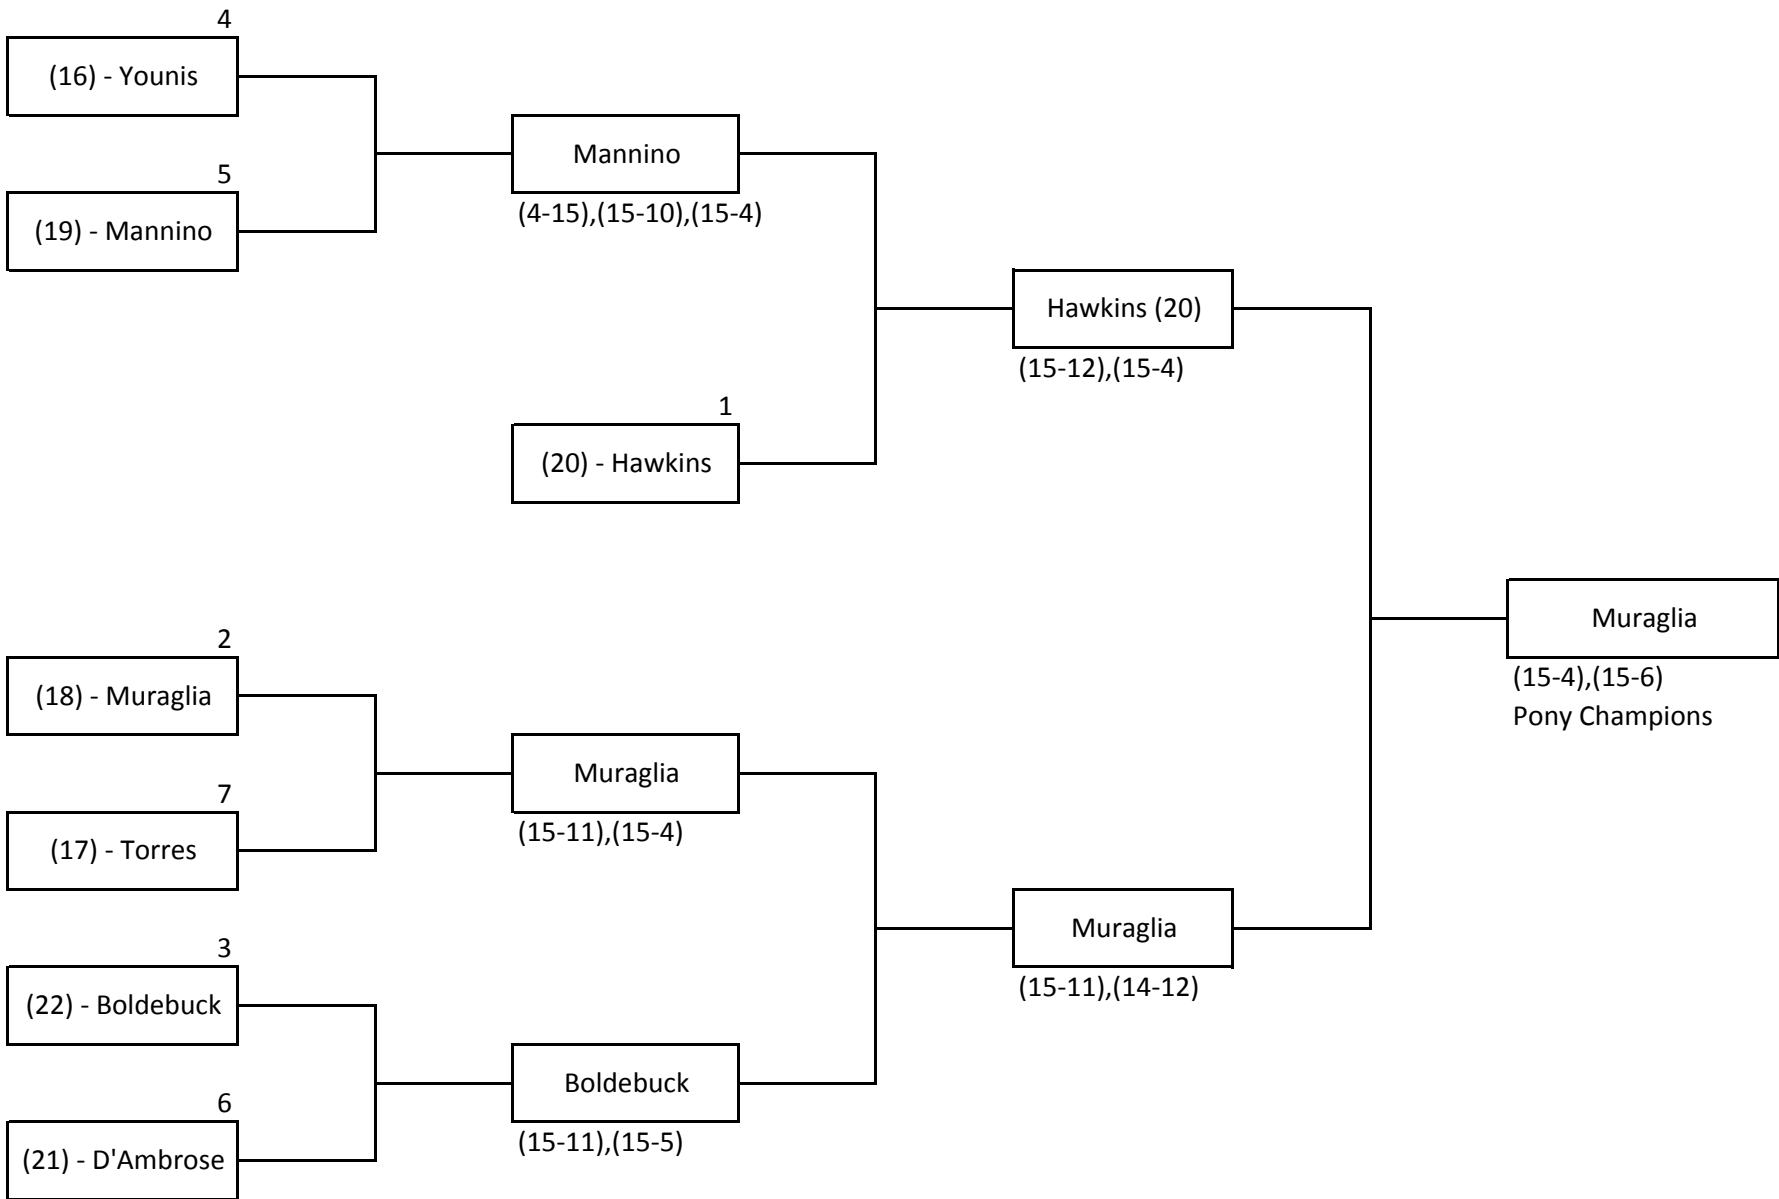 4
(16) - Younis
Mannino
5
(4-15),(15-10),(15-4)
(19) - Mannino
Hawkins (20)
(15-12),(15-4)
1
(20) - Hawkins
Muraglia
2
(15-4),(15-6)
(18) - Muraglia
Pony Champions
Muraglia
7
(15-11),(15-4)
(17) - Torres
Muraglia
3
(15-11),(14-12)
(22) - Boldebuck
Boldebuck
6
(15-11),(15-5)
(21) - D'Ambrose